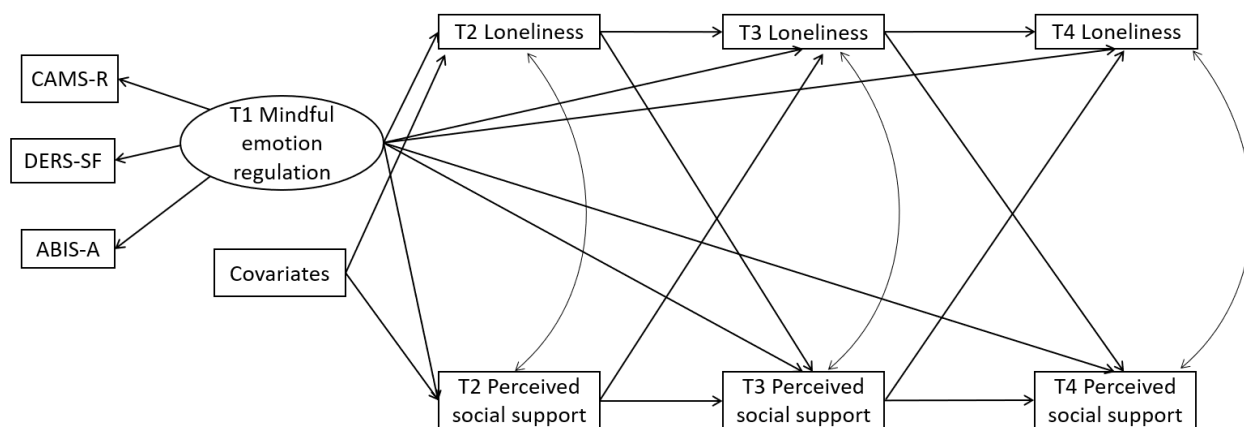 T2 Loneliness
T3 Loneliness
T4 Loneliness
CAMS-R
T1 Mindful
emotion
regulation
DERS-SF
ABIS-A
Covariates
T2 Perceived
social support
T3 Perceived
social support
T4 Perceived
social support